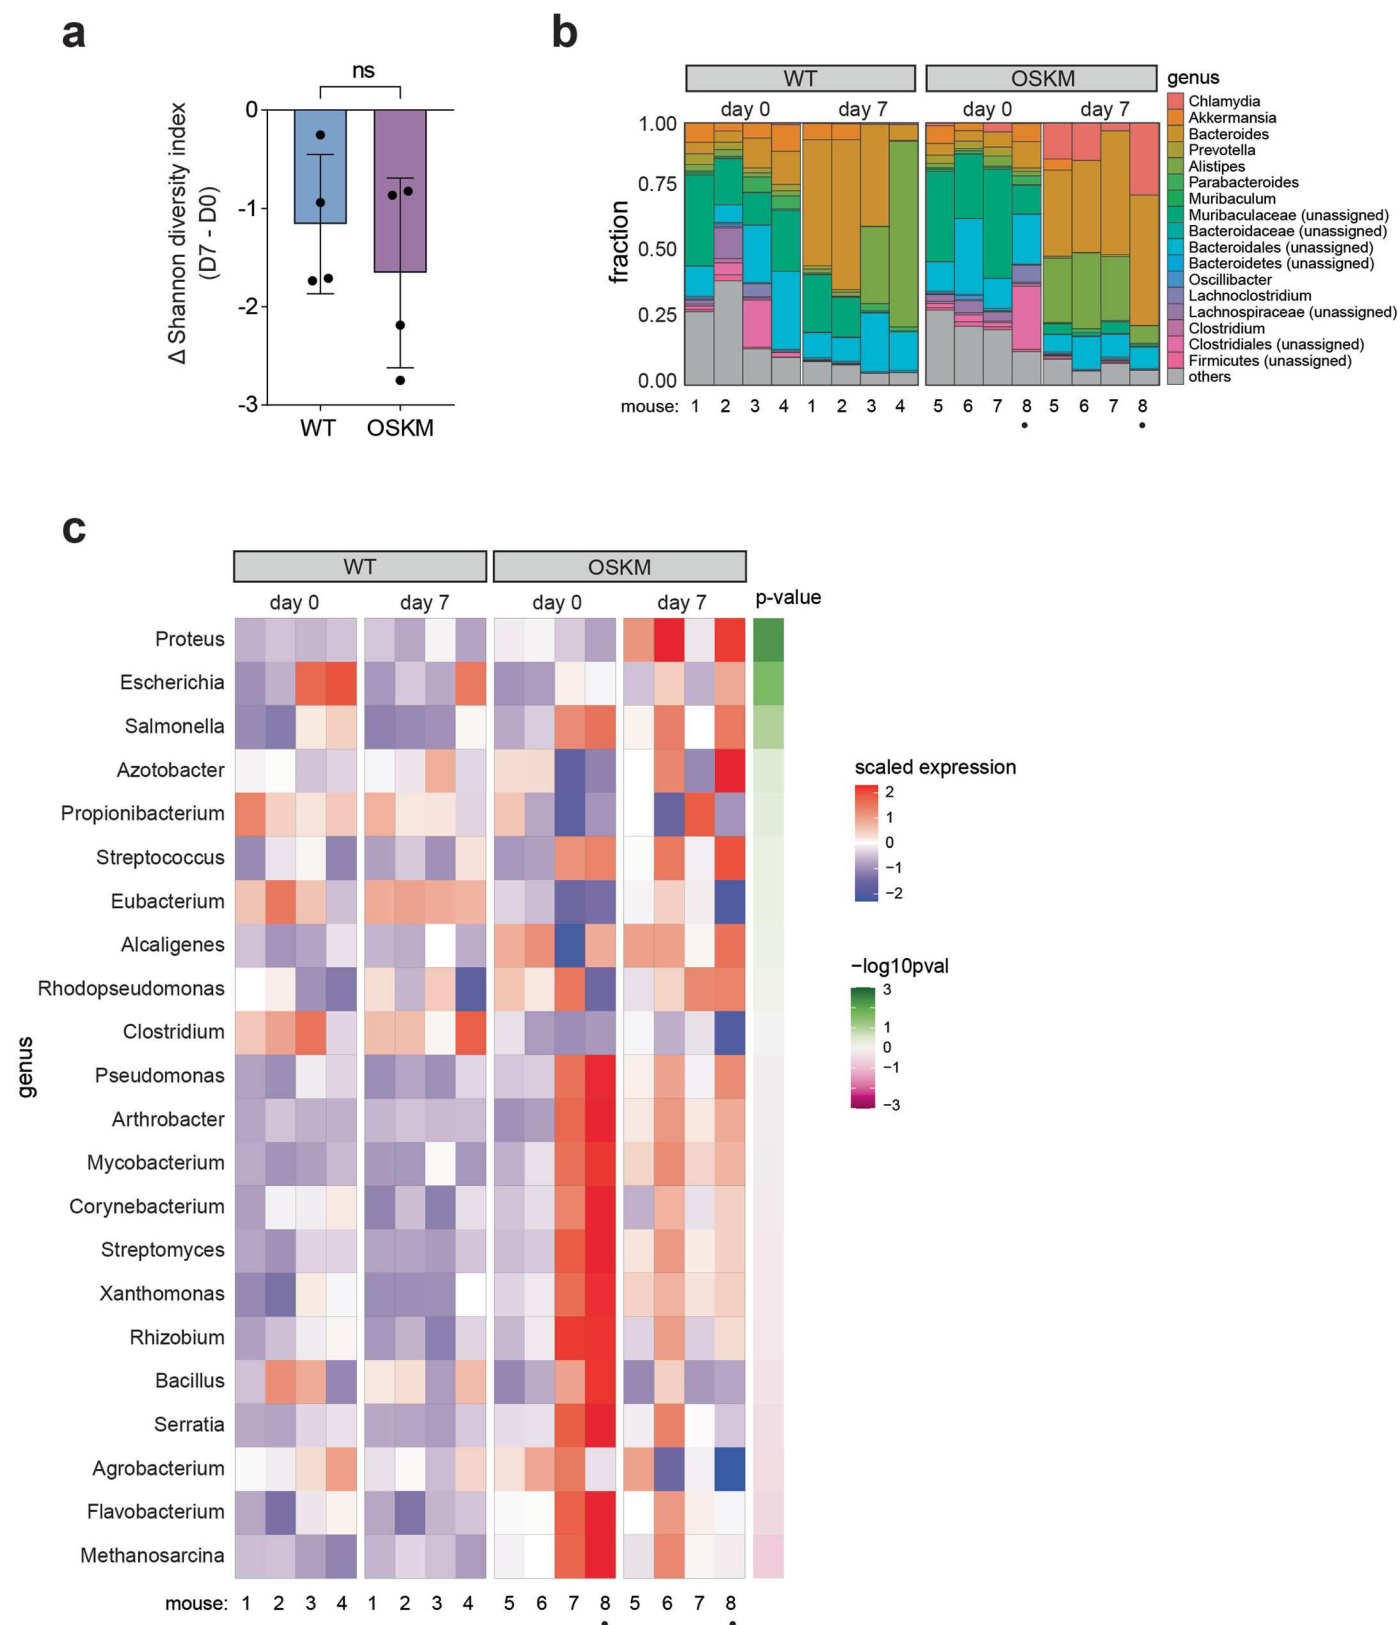 a
ns
Δ Shannon diversity index
(D7 - D0)
0
-1
-2
-3
WT OSKM
b
WT OSKM
day 0 day 7 day 0 day 7
fraction
1.00
0.75
0.50
0.25
0.00
mouse: 1 2 3 4 1 2 3 4 5 6 7 8 5 6 7 8
genus
Chlamydia
Akkermansia
Bacteroides
Prevotella
Alistipes
Parabacteroides
Muribaculum
Muribaculaceae (unassigned)
Bacteroidaceae (unassigned)
Bacteroidales (unassigned)
Bacteroidetes (unassigned)
Oscillibacter
Lachnoclostridium
Lachnospiraceae (unassigned)
Clostridium
Clostridiales (unassigned)
Firmicutes (unassigned)
others
c
WT OSKM
day 0 day 7 day 0 day 7 p-value
genus
Proteus
Escherichia
Salmonella
Azotobacter
Propionibacterium
Streptococcus
Eubacterium
Alcaligenes
Rhodopseudomonas
Clostridium
Pseudomonas
Arthrobacter
Mycobacterium
Corynebacterium
Streptomyces
Xanthomonas
Rhizobium
Bacillus
Serratia
Agrobacterium
Flavobacterium
Methanosarcina
mouse: 1 2 3 4 1 2 3 4 5 6 7 8 5 6 7 8
scaled expression
2
1
0
−1
−2
−log10pval
3
1
0
−1
−3